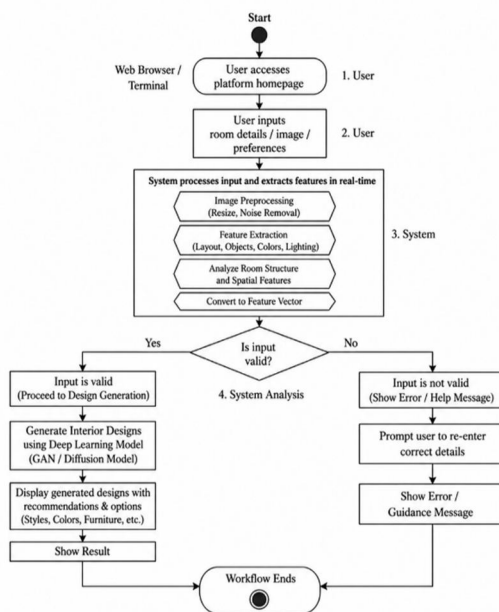 Start
Web Browser /
Terminal
User accesses
platform homepage
1. User
User inputs
room details / image /
preferences
2. User
System processes input and extracts features in real-time
Image Preprocessing
(Resize, Noise Removal)
Feature Extraction
(Layout, Objects, Colors, Lighting)
Analyze Room Structure
and Spatial Features
Convert to Feature Vector
3. System
Yes
Is input
valid?
No
4. System Analysis
Input is valid
(Proceed to Design Generation)
Generate Interior Designs
using Deep Learning Model
(GAN / Diffusion Model)
Display generated designs with
recommendations & options
(Styles, Colors, Furniture, etc.)
Show Result
Input is not valid
(Show Error / Help Message)
Prompt user to re-enter
correct details
Show Error /
Guidance Message
Workflow Ends